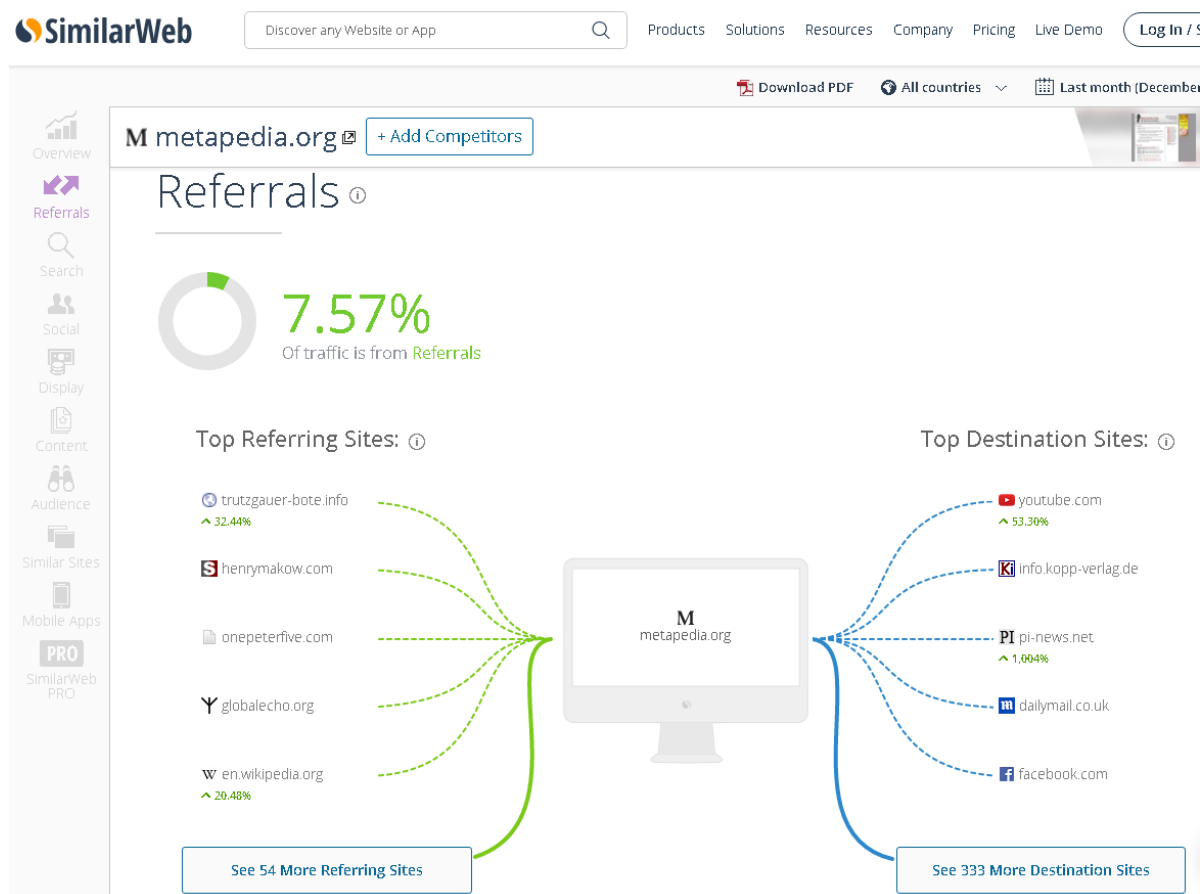 SimilarWeb
Discover any Website or App
Products Solutions Resources Company Pricing Live Demo Log In /
Download PDF All countries Last month (December
Overview
Referrals
Search
Social
Display
Content
Audience
Similar Sites
Mobile Apps
PRO
SimilarWeb
PRO
M metapedia.org + Add Competitors
Referrals
7.57%
Of traffic is from Referrals
Top Referring Sites:
trutzgauer-bote.info
32.44%
henrymakow.com
onepeterfive.com
globalecho.org
en.wikipedia.org
20.48%
See 54 More Referring Sites
M
metapedia.org
Top Destination Sites:
youtube.com
53.30%
info.kopp-verlag.de
PI pi-news.net
1,004%
dailymail.co.uk
facebook.com
See 333 More Destination Sites